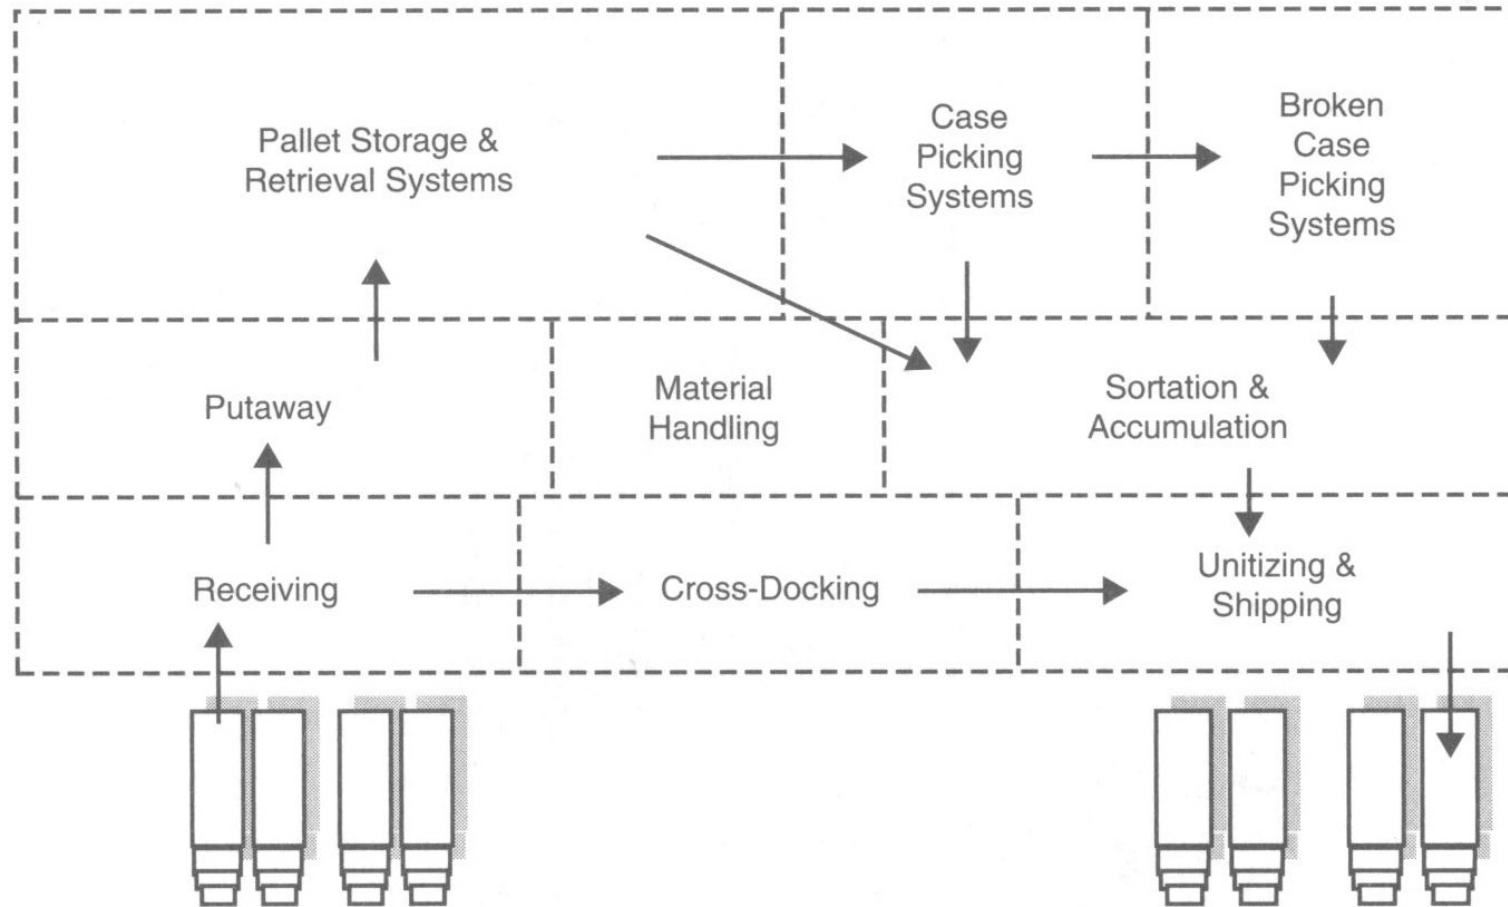 Pallet Storage &
Retrieval Systems
Case
Picking
Systems
Broken
Case
Picking
Systems
Putaway
Material
Handling
Sortation &
Accumulation
Receiving
Cross-Docking
Unitizing &
Shipping